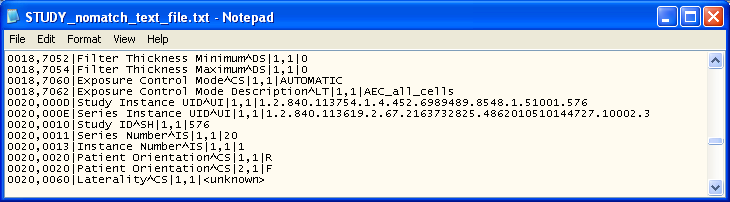 STUDY_nomatch_text_file.txt - Notepad
File Edit Format View Help
0018,7052|Filter Thickness Minimum^DS|1,1|0
0018,7054|Filter Thickness Maximum^DS|1,1|0
0018,7060|Exposure Control Mode^CS|1,1|AUTOMATIC
0018,7062|Exposure Control Mode Description^LT|1,1|AEC_all_cells
0020,000D|Study Instance UID^UI|1,1|1.2.840.113754.1.4.452.6989489.8548.1.51001.576
0020,000E|Series Instance UID^UI|1,1|1.2.840.113619.2.67.2163732825.4862010510144727.10002.3
0020,0010|Study ID^SH|1,1|576
0020,0011|Series Number^IS|1,1|20
0020,0013|Instance Number^IS|1,1|1
0020,0020|Patient Orientation^CS|1,1|R
0020,0020|Patient Orientation^CS|2,1|F
0020,0060|Laterality^CS|1,1|<unknown>